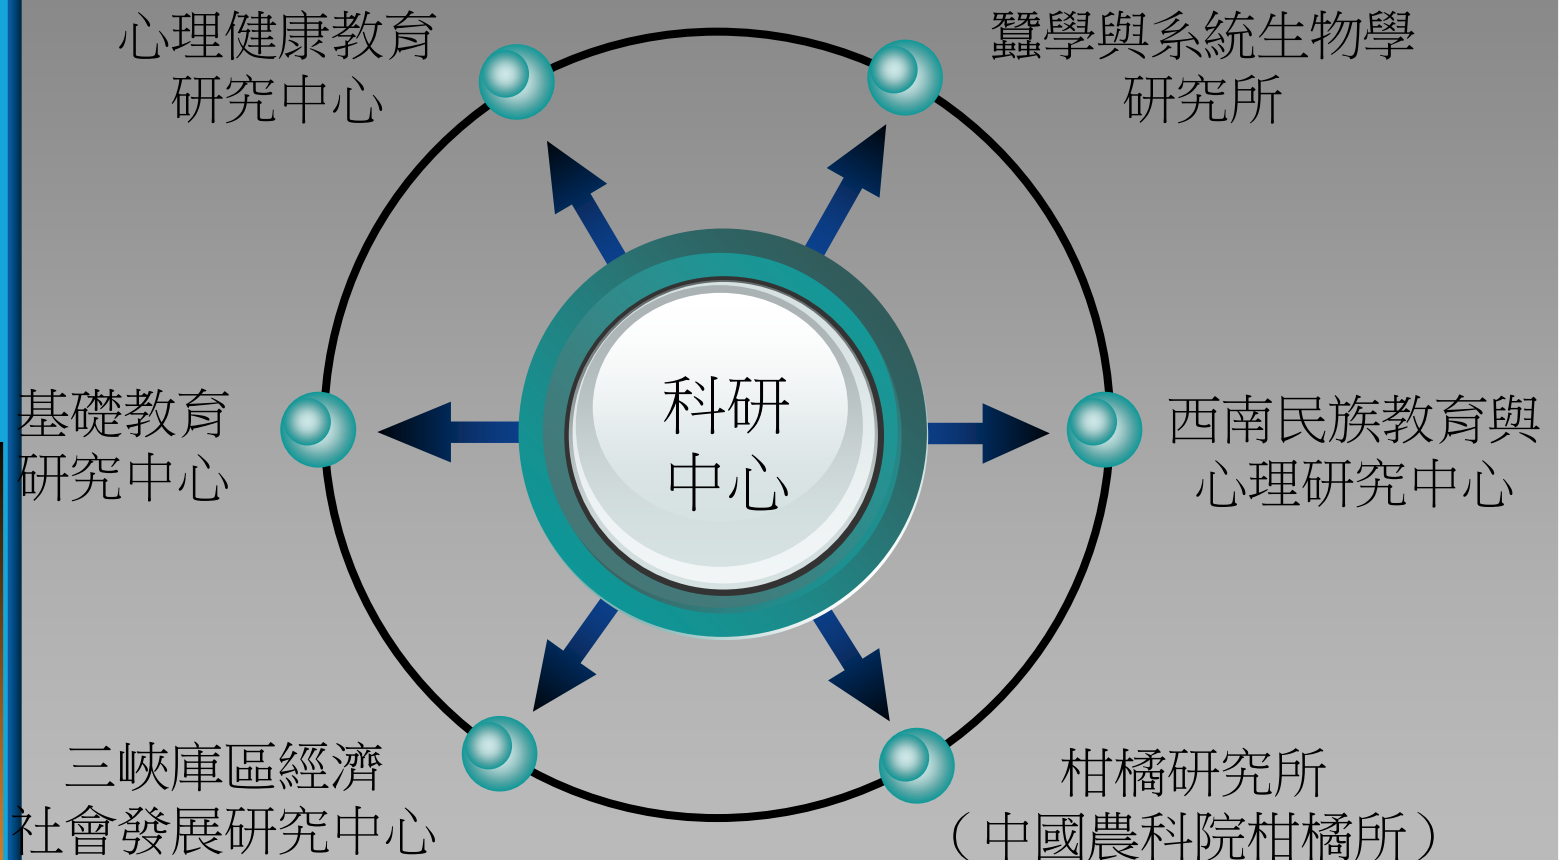 心理健康教育
研究中心
蠶學與系統生物學
研究所
科研
中心
基礎教育
研究中心
西南民族教育與
心理研究中心
三峽庫區經濟
社會發展研究中心
柑橘研究所
（中國農科院柑橘所）